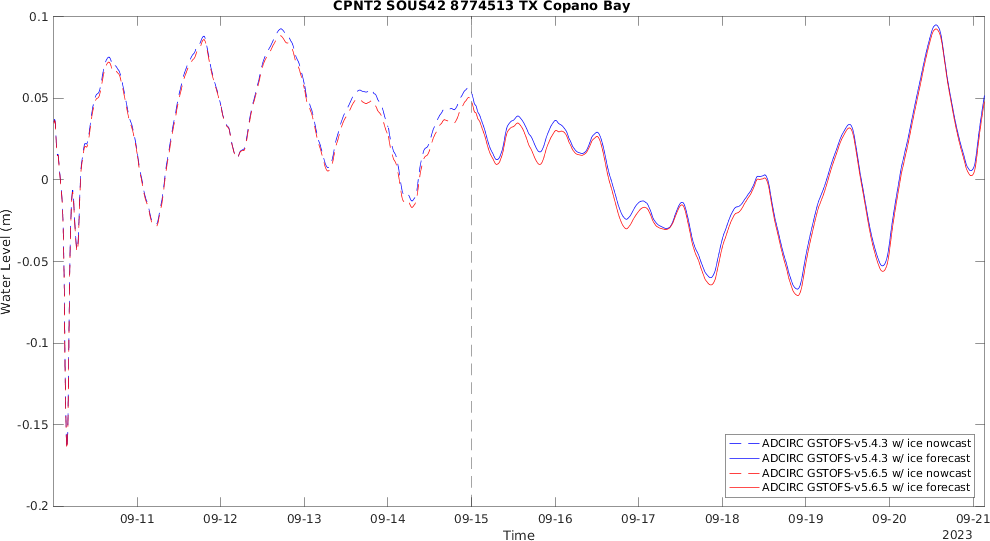 CPNT2 SOUS42 8774513 TX Copano Bay
0.1
0.05
0
-0.05
-0.1
-0.15
-0.2
Water Level (m)
09-11 09-12 09-13 09-14 09-15 09-16 09-17 09-18 09-19 09-20 09-21
Time
2023
ADCIRC GSTOFS-v5.4.3 w/ ice nowcast
ADCIRC GSTOFS-v5.4.3 w/ ice forecast
ADCIRC GSTOFS-v5.6.5 w/ ice nowcast
ADCIRC GSTOFS-v5.6.5 w/ ice forecast